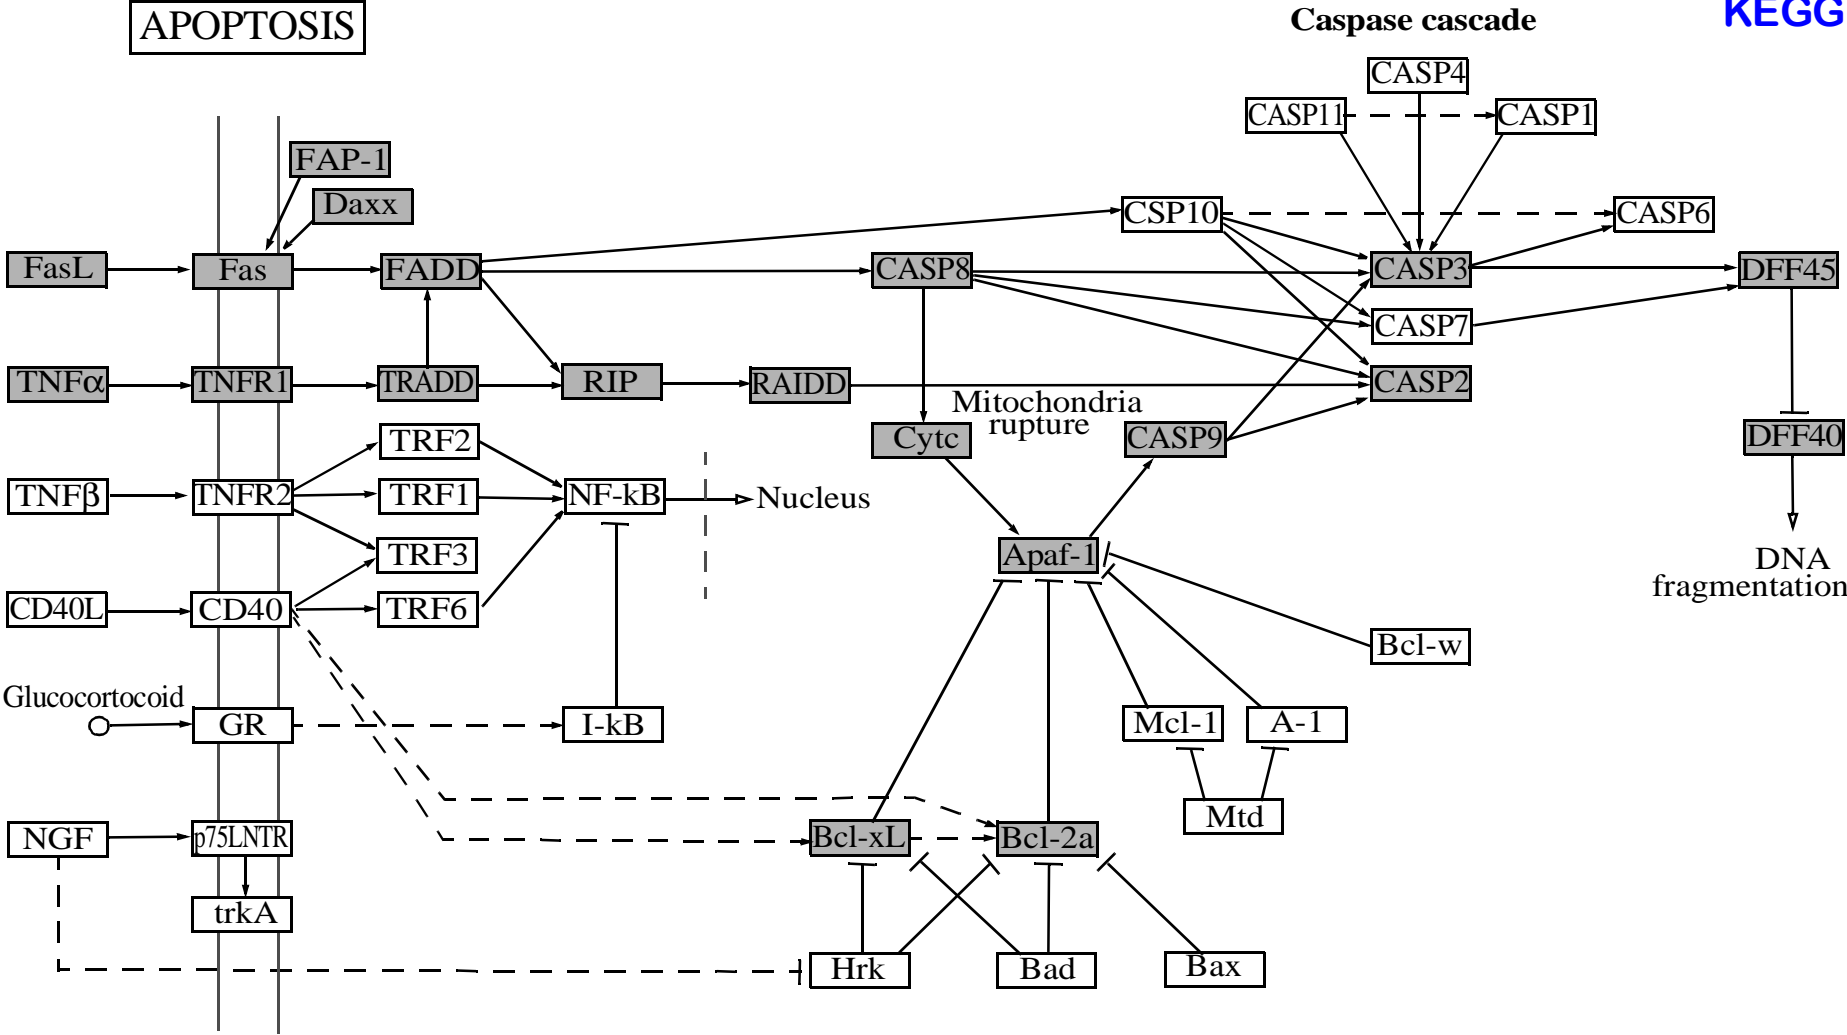 APOPTOSIS
Caspase cascade
KEGG
CASP4
CASP11
CASP1
FAP-1
Daxx
CSP10
CASP6
FasL
Fas
FADD
CASP8
CASP3
DFF45
CASP7
TNFα
TNFR1
TRADD
RIP
RAIDD
CASP2
Mitochondria
rupture
TRF2
Cytc
CASP9
DFF40
TNFβ
TNFR2
TRF1
NF-kB
Nucleus
TRF3
Apaf-1
DNA
fragmentation
CD40L
CD40
TRF6
Bcl-w
Glucocortocoid
GR
I-kB
Mcl-1
A-1
Mtd
NGF
p75LNTR
Bcl-xL
Bcl-2a
trkA
Hrk
Bad
Bax